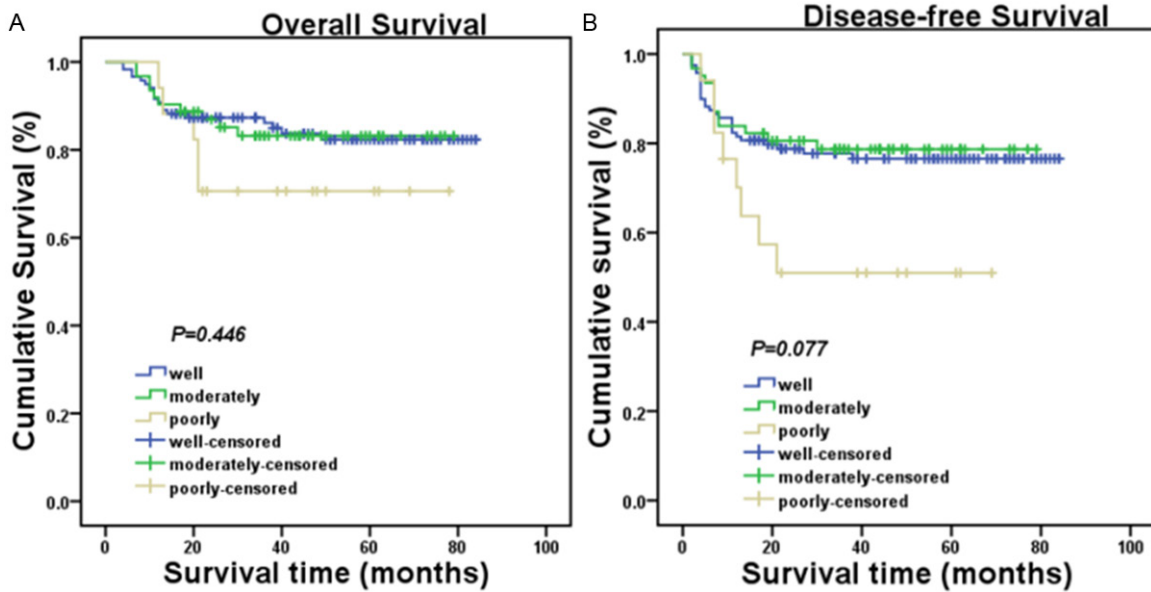 A
Overall Survival
Cumulative Survival (%)
1.0
0.8
0.6
0.4
0.2
0.0
P=0.446
well
moderately
poorly
well-censored
moderately-censored
poorly-censored
0 20 40 60 80 100
Survival time (months)
B
Disease-free Survival
Cumulative survival (%)
1.0
0.8
0.6
0.4
0.2
0.0
P=0.077
well
moderately
poorly
well-censored
moderately-censored
poorly-censored
0 20 40 60 80 100
Survival time (months)